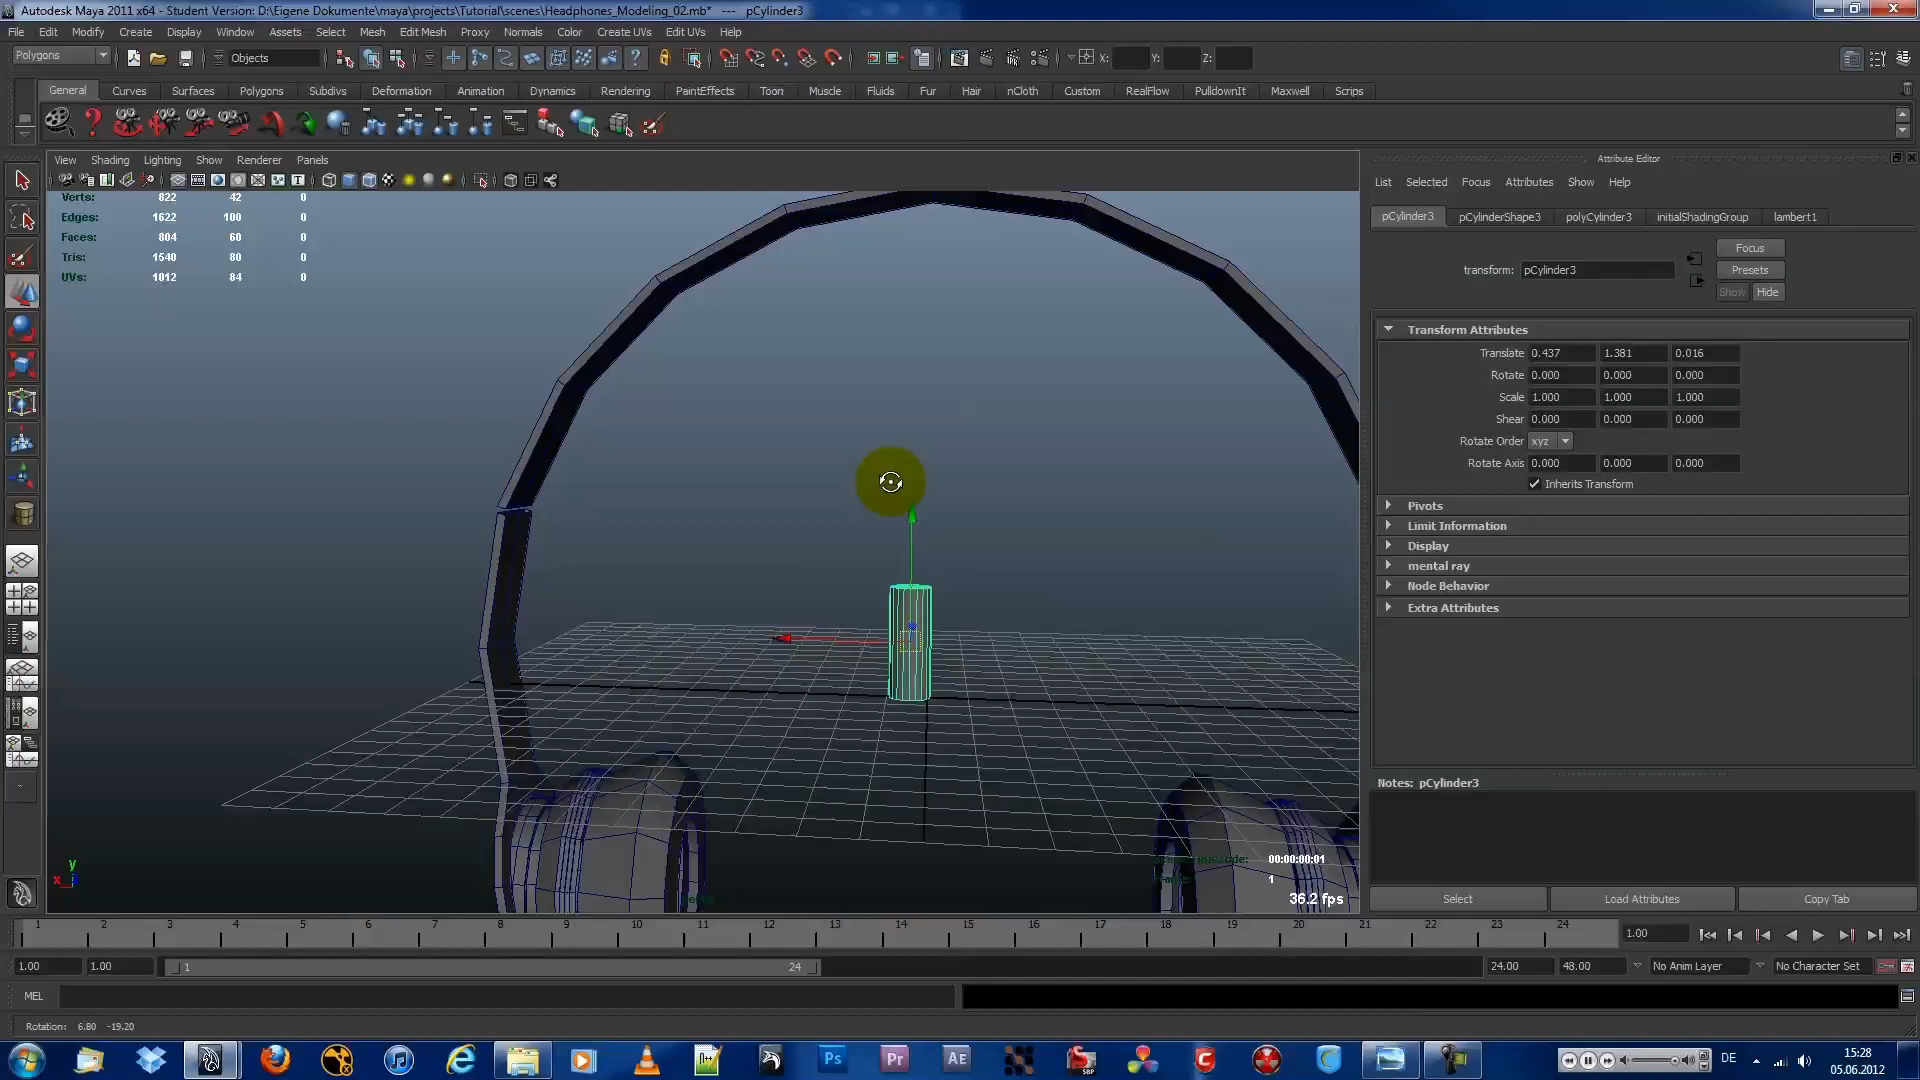 Autodesk Maya 2011 x64 - Student Version: D:\Eigene Dokumente\maya\projects\Tutorial\scenes\Headphones_Modeling_02.mb* --- pCylinder3
File Edit Modify Create Display Window Assets Select Mesh Edit Mesh Proxy Normals Color Create UVs Edit UVs Help
Polygons Objects X: Y: Z:
General Curves Surfaces Polygons Subdivs Deformation Animation Dynamics Rendering PaintEffects Toon Muscle Fluids Fur Hair nCloth Custom RealFlow PulldownIt Maxwell Scrips
View Shading Lighting Show Renderer Panels
Verts: 822 42 0
Edges: 1622 100 0
Faces: 804 60 0
Tris: 1540 80 0
UVs: 1012 84 0
y
x
00:00:00:01
1
36.2 fps
Attribute Editor
List Selected Focus Attributes Show Help
pCylinder3 pCylinderShape3 polyCylinder3 initialShadingGroup lambert1
Focus
transform: pCylinder3 Presets
Show Hide
Transform Attributes
Translate 0.437 1.381 0.016
Rotate 0.000 0.000 0.000
Scale 1.000 1.000 1.000
Shear 0.000 0.000 0.000
Rotate Order xyz
Rotate Axis 0.000 0.000 0.000
Inherits Transform
Pivots
Limit Information
Display
mental ray
Node Behavior
Extra Attributes
Notes: pCylinder3
Select Load Attributes Copy Tab
1 2 3 4 5 6 7 8 9 10 11 12 13 14 15 16 17 18 19 20 21 22 23 24 1.00
1.00 1.00 1 24 24.00 48.00 No Anim Layer No Character Set
MEL
Rotation: 6.80 -19.20
Ps Pr Ae DE 15:28
05.06.2012